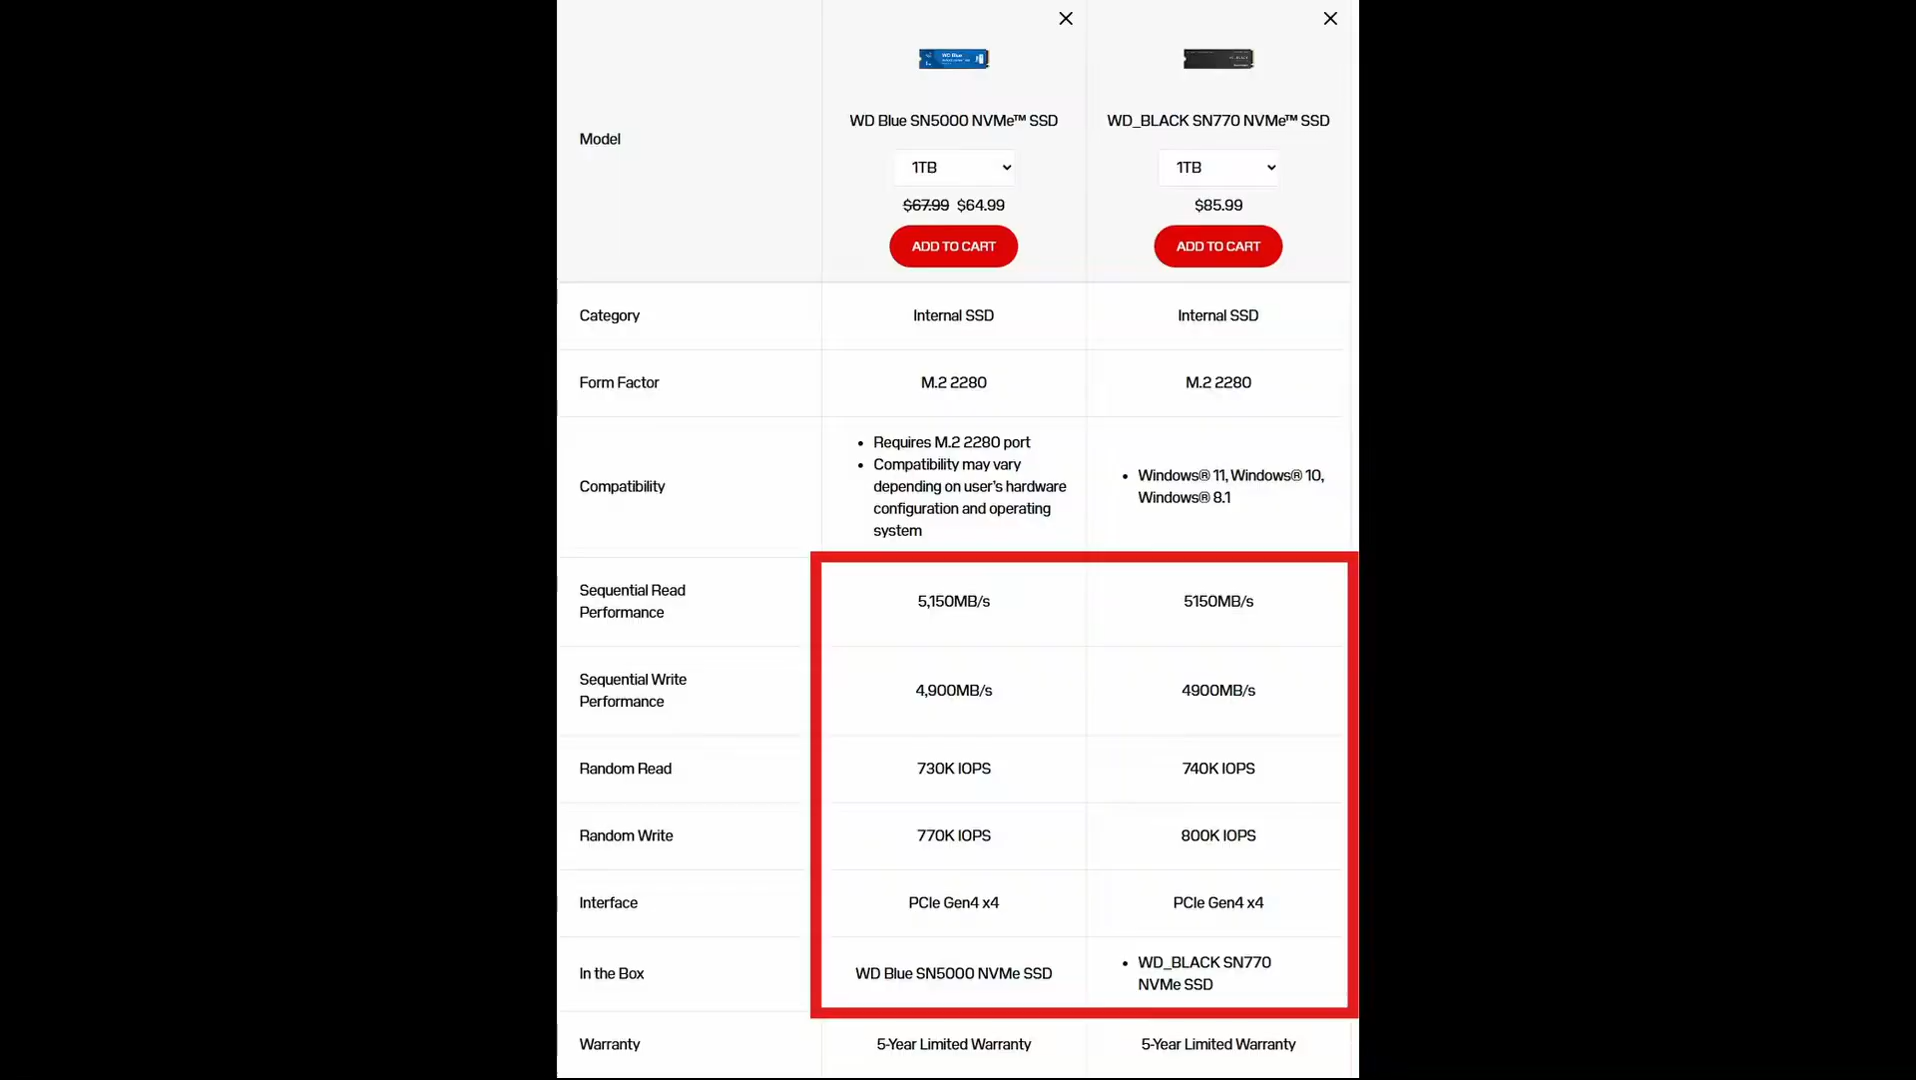 WD Blue SN5000 NVMe™ SSD
WD_BLACK SN770 NVMe™ SSD
Model
1TB
1TB
$67.99 $64.99
$85.99
ADD TO CART
ADD TO CART
Category
Internal SSD
Internal SSD
Form Factor
M.2 2280
M.2 2280
Compatibility
• Requires M.2 2280 port
• Compatibility may vary
depending on user's hardware
configuration and operating
system
• Windows® 11, Windows® 10,
Windows® 8.1
Sequential Read
Performance
5,150MB/s
5150MB/s
Sequential Write
Performance
4,900MB/s
4900MB/s
Random Read
730K IOPS
740K IOPS
Random Write
770K IOPS
800K IOPS
Interface
PCIe Gen4 x4
PCIe Gen4 x4
In the Box
WD Blue SN5000 NVMe SSD
• WD_BLACK SN770
NVMe SSD
Warranty
5-Year Limited Warranty
5-Year Limited Warranty